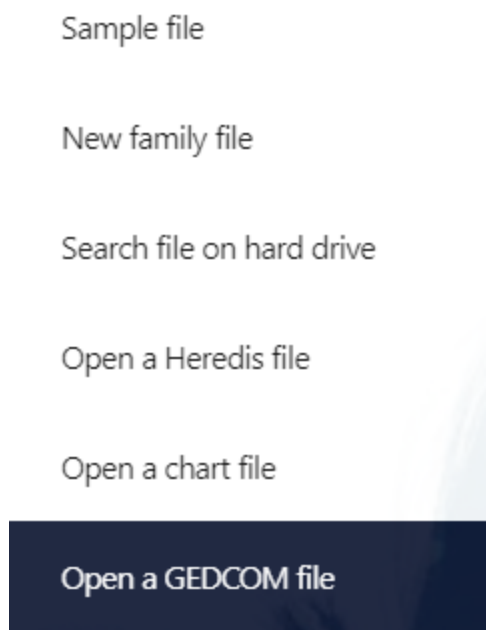 Sample file
New family file
Search file on hard drive
Open a Heredis file
Open a chart file
Open a GEDCOM file